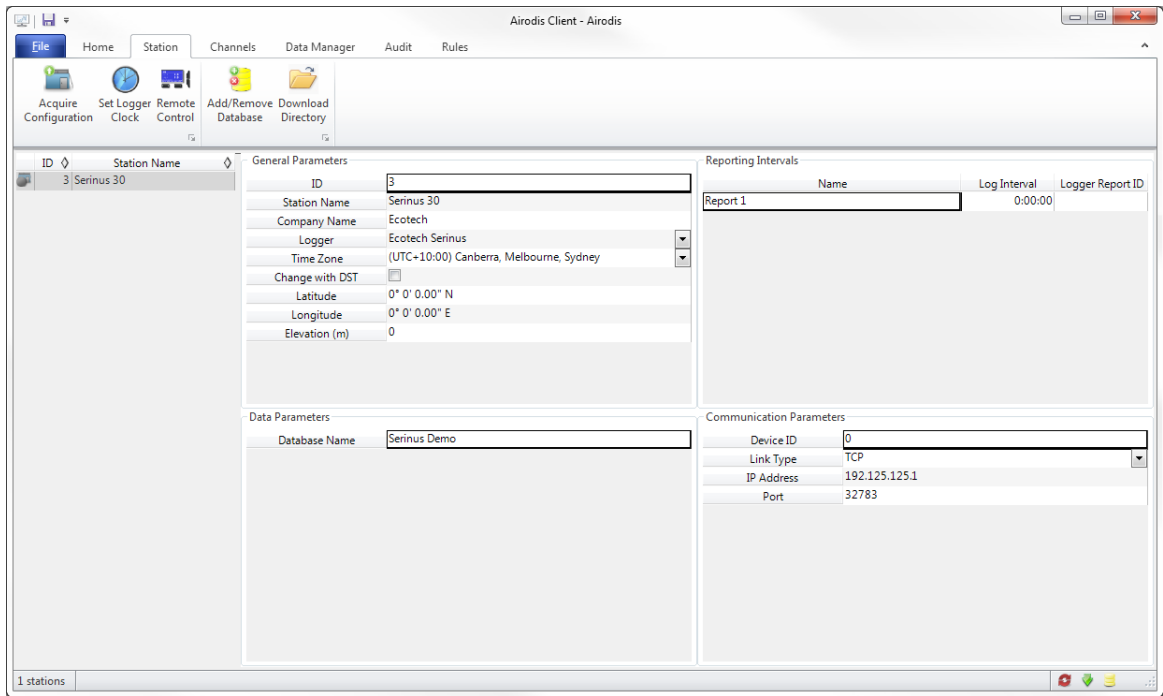 Airodis Client - Airodis
File Home Station Channels Data Manager Audit Rules
Acquire Configuration
Set Logger Clock
Remote Control
Add/Remove Database
Download Directory
ID Station Name
3 Serinus 30
General Parameters
ID 3
Station Name Serinus 30
Company Name Ecotech
Logger Ecotech Serinus
Time Zone (UTC+10:00) Canberra, Melbourne, Sydney
Change with DST
Latitude 0° 0' 0.00" N
Longitude 0° 0' 0.00" E
Elevation (m) 0
Reporting Intervals
Name Log Interval Logger Report ID
Report 1 0:00:00
Data Parameters
Database Name Serinus Demo
Communication Parameters
Device ID 0
Link Type TCP
IP Address 192.125.125.1
Port 32783
1 stations